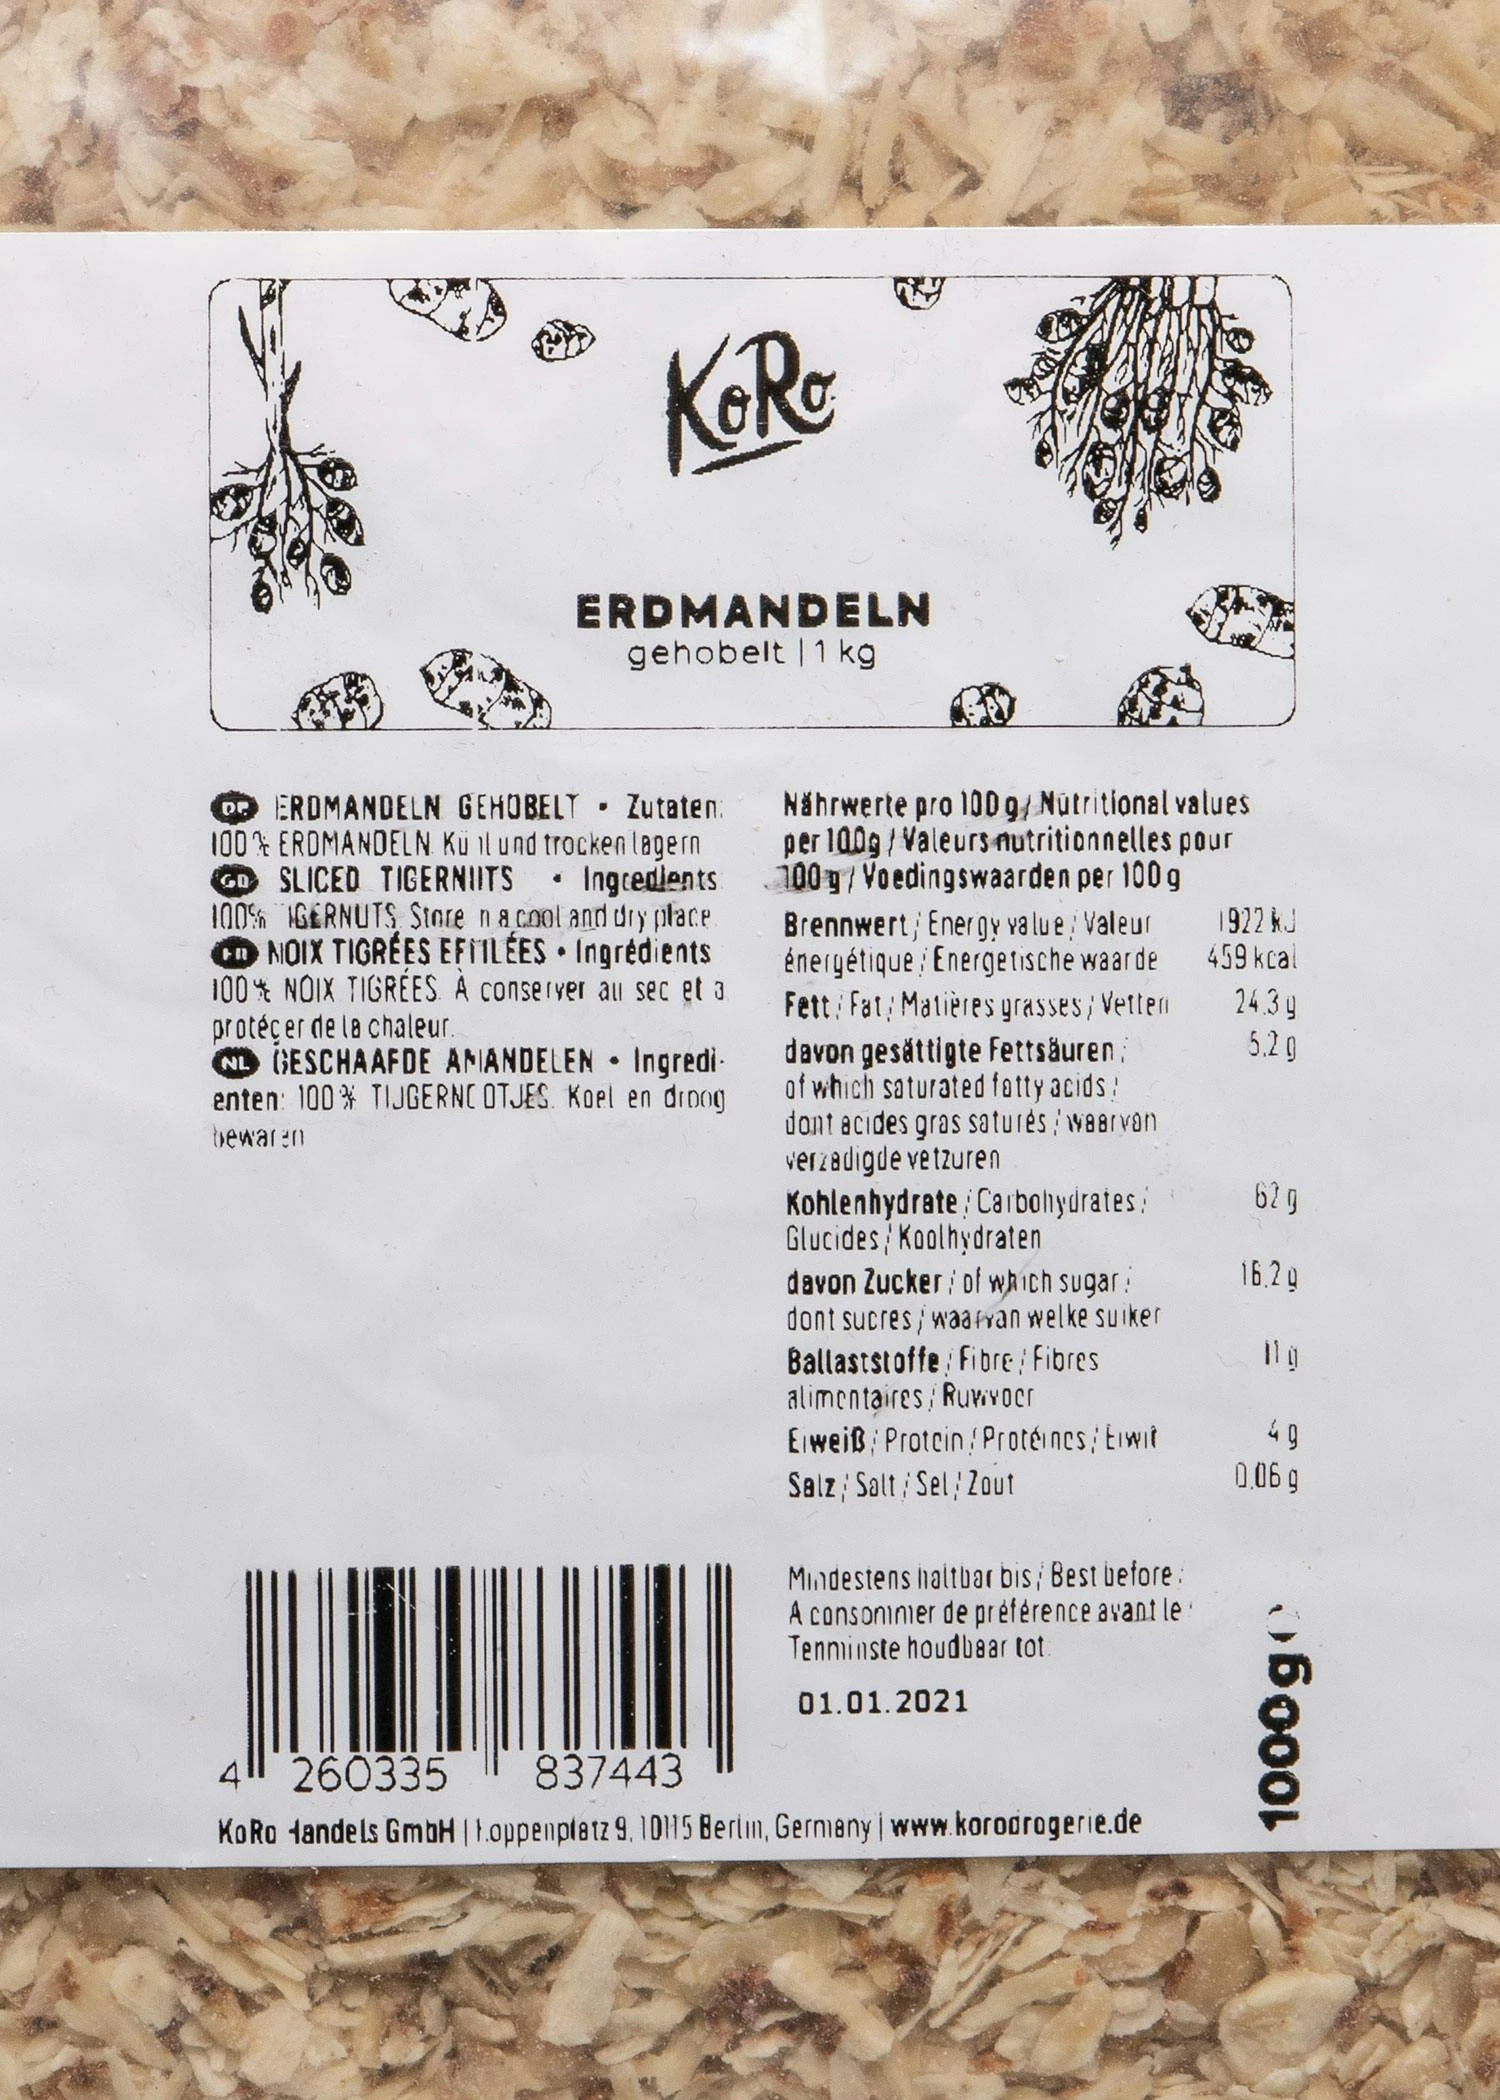 KoRo
ERDMANDELN
gehobelt | 1 kg
DE ERDMANDELN GEHOBELT • Zutaten:
100 % ERDMANDELN. Kühl und trocken lagern
GB SLICED TIGERNUTS • Ingredients
100% TIGERNUTS. Store in a cool and dry place.
NOIX TIGRÉES EFFILÉES • Ingrédients
100 % NOIX TIGRÉES. À conserver au sec et à
protéger de la chaleur.
NL GESCHAAFDE AMANDELEN • Ingredi-
enten: 100 % TIJGERNOOTJES. Koel en droog
bewaren
Nährwerte pro 100 g / Nutritional values
per 100g / Valeurs nutritionnelles pour
100 g / Voedingswaarden per 100 g
Brennwert / Energy value / Valeur 1922 kJ
énergétique / Energetische waarde 459 kcal
Fett / Fat / Matières grasses / Vetten 24.3 g
davon gesättigte Fettsäuren / 5.2 g
of which saturated fatty acids /
dont acides gras saturés / waarvan
verzadigde vetzuren
Kohlenhydrate / Carbohydrates / 62 g
Glucides / Koolhydraten
davon Zucker / of which sugar / 16.2 g
dont sucres / waarvan welke suiker
Ballaststoffe / Fibre / Fibres 11 g
alimentaires / Ruwvoer
Eiweiß / Protein / Protéines / Eiwit 4 g
Salz / Salt / Sel / Zout 0.06 g
Mindestens haltbar bis / Best before /
A consommer de préférence avant le /
Tenminste houdbaar tot:
01.01.2021
1000g
4 260335 837443
KoRo Handels GmbH | Koppenplatz 9, 10115 Berlin, Germany | www.korodrogerie.de